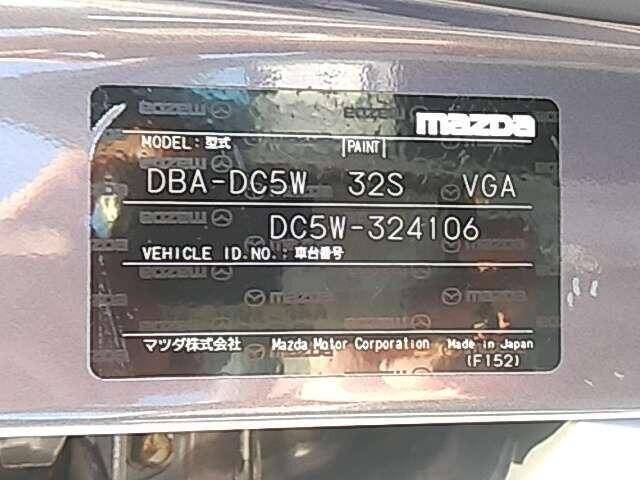 mazda
MODEL: 型式 PAINT
DBA-DC5W 32S VGA
DC5W-324106
VEHICLE ID.NO.: 車台番号
マツダ株式会社 Mazda Motor Corporation Made in Japan
(F152)